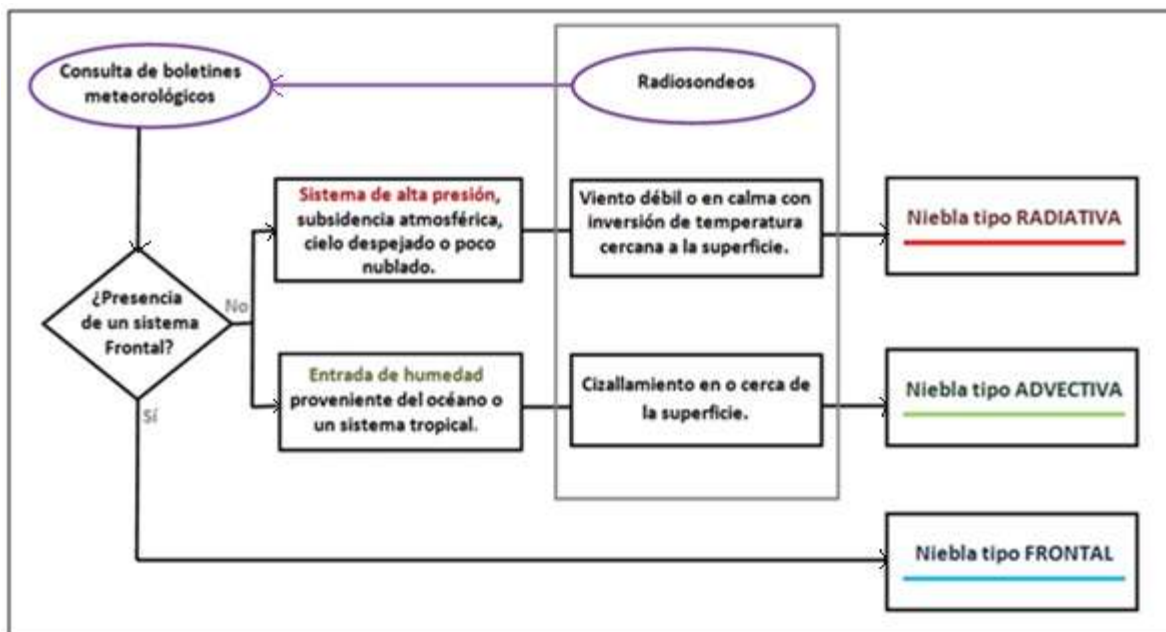 Consulta de boletines
meteorológicos
Radiosondeos
Sistema de alta presión,
subsidencia atmosférica,
cielo despejado o poco
nublado.
Viento débil o en calma con
inversión de temperatura
cercana a la superficie.
Niebla tipo RADIATIVA
¿Presencia
de un sistema
Frontal?
No
Sí
Entrada de humedad
proveniente del océano o
un sistema tropical.
Cizallamiento en o cerca de
la superficie.
Niebla tipo ADVECTIVA
Niebla tipo FRONTAL